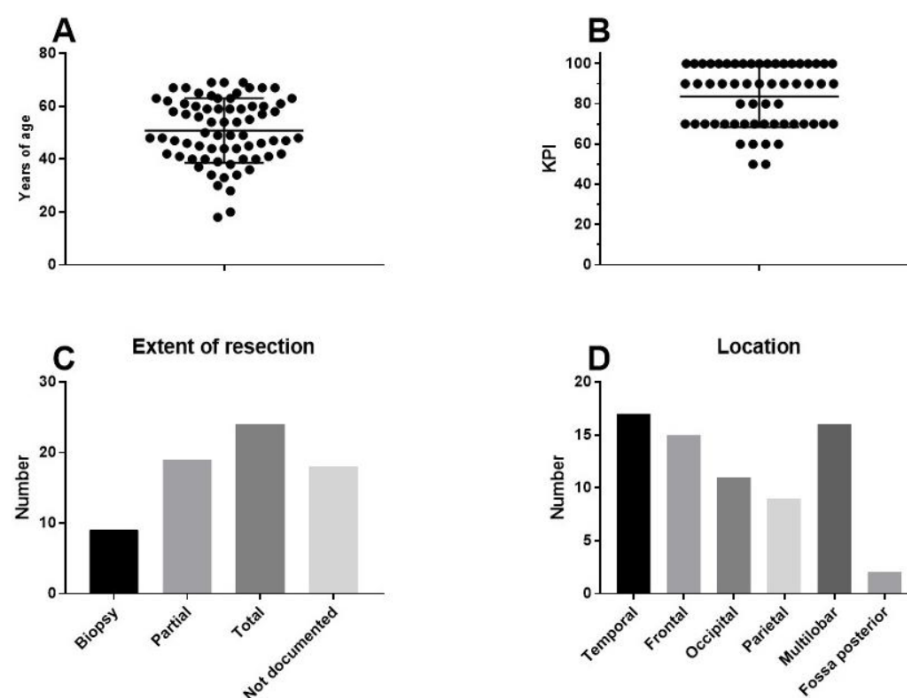 A
80
60
40
20
0
Years of age
B
100
80
60
40
20
0
KPI
C
Extent of resection
30
20
10
0
Number
Biopsy
Partial
Total
Not documented
D
Location
20
15
10
5
0
Number
Temporal
Frontal
Occipital
Parietal
Multilobar
Fossa posterior